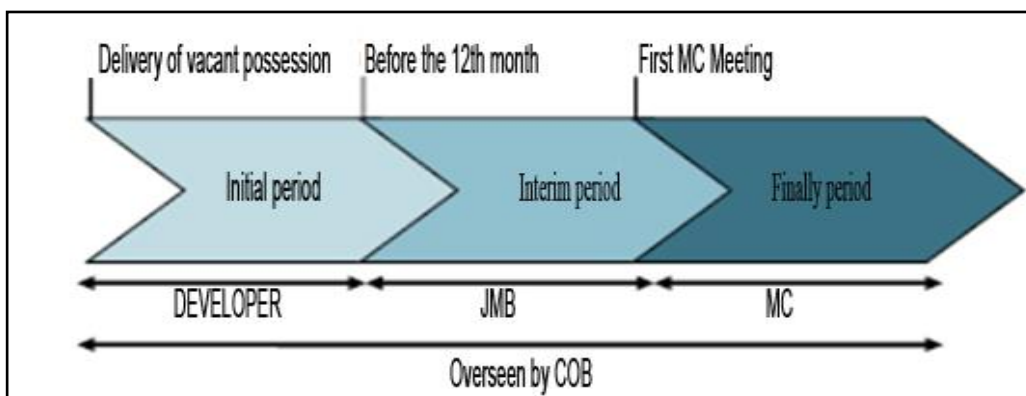 Delivery of vacant possession
Before the 12th month
First MC Meeting
Initial period
Interim period
Finally period
DEVELOPER
JMB
MC
Overseen by COB